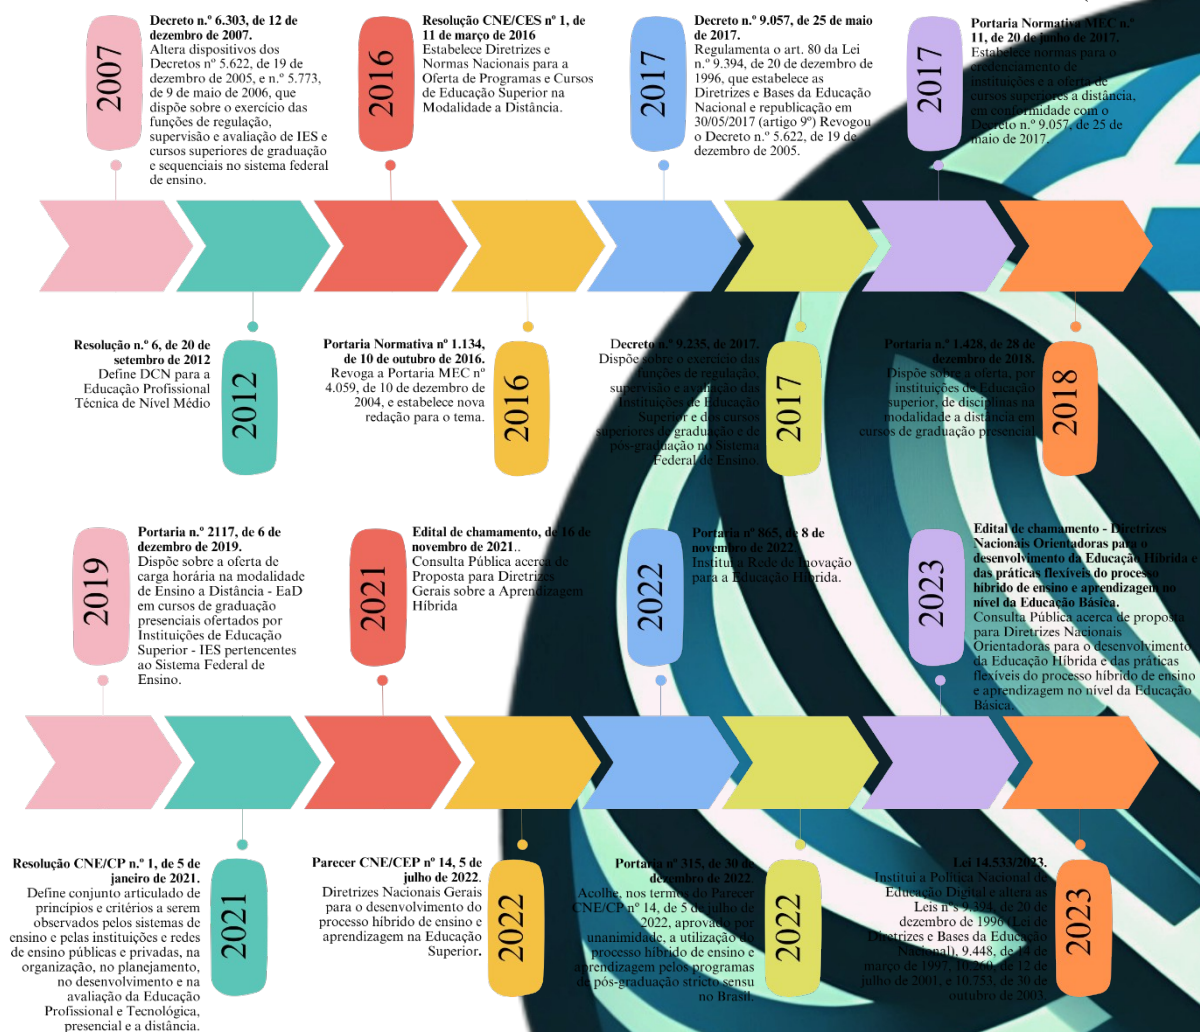 2007
Decreto n.º 6.303, de 12 de
dezembro de 2007.
Altera dispositivos dos
Decretos nº 5.622, de 19 de
dezembro de 2005, e n.º 5.773,
de 9 de maio de 2006, que
dispõe sobre o exercício das
funções de regulação,
supervisão e avaliação de IES e
cursos superiores de graduação
e sequenciais no sistema federal
de ensino.
2016
Resolução CNE/CES nº 1, de
11 de março de 2016
Estabelece Diretrizes e
Normas Nacionais para a
Oferta de Programas e Cursos
de Educação Superior na
Modalidade a Distância.
2017
Decreto n.º 9.057, de 25 de maio
de 2017.
Regulamenta o art. 80 da Lei
n.º 9.394, de 20 de dezembro de
1996, que estabelece as
Diretrizes e Bases da Educação
Nacional e republicação em
30/05/2017 (artigo 9º) Revogou
o Decreto n.º 5.622, de 19 de
dezembro de 2005.
2017
Portaria Normativa MEC n.º
11, de 20 de junho de 2017.
Estabelece normas para o
credenciamento de
instituições e a oferta de
cursos superiores a distância,
em conformidade com o
Decreto n.º 9.057, de 25 de
maio de 2017.
Resolução n.º 6, de 20 de
setembro de 2012
Define DCN para a
Educação Profissional
Técnica de Nível Médio
2012
Portaria Normativa nº 1.134,
de 10 de outubro de 2016.
Revoga a Portaria MEC nº
4.059, de 10 de dezembro de
2004, e estabelece nova
redação para o tema.
2016
Decreto n.º 9.235, de 2017.
Dispõe sobre o exercício das
funções de regulação,
supervisão e avaliação das
Instituições de Educação
Superior e dos cursos
superiores de graduação e de
pós-graduação no Sistema
Federal de Ensino.
2017
Portaria n.º 1.428, de 28 de
dezembro de 2018.
Dispõe sobre a oferta, por
instituições de Educação
superior, de disciplinas na
modalidade a distância em
cursos de graduação presencial
2018
2019
Portaria n.º 2117, de 6 de
dezembro de 2019.
Dispõe sobre a oferta de
carga horária na modalidade
de Ensino a Distância - EaD
em cursos de graduação
presenciais ofertados por
Instituições de Educação
Superior - IES pertencentes
ao Sistema Federal de
Ensino.
2021
Edital de chamamento, de 16 de
novembro de 2021..
Consulta Pública acerca de
Proposta para Diretrizes
Gerais sobre a Aprendizagem
Híbrida
2022
Portaria nº 865, de 8 de
novembro de 2022.
Institui a Rede de Inovação
para a Educação Híbrida.
2023
Edital de chamamento - Diretrizes
Nacionais Orientadoras para o
desenvolvimento da Educação Híbrida e
das práticas flexíveis do processo
híbrido de ensino e aprendizagem no
nível da Educação Básica.
Consulta Pública acerca de proposta
para Diretrizes Nacionais
Orientadoras para o desenvolvimento
da Educação Híbrida e das práticas
flexíveis do processo híbrido de ensino
e aprendizagem no nível da Educação
Básica.
Resolução CNE/CP n.º 1, de 5 de
janeiro de 2021.
Define conjunto articulado de
princípios e critérios a serem
observados pelos sistemas de
ensino e pelas instituições e redes
de ensino públicas e privadas, na
organização, no planejamento,
no desenvolvimento e na
avaliação da Educação
Profissional e Tecnológica,
presencial e a distância.
2021
Parecer CNE/CEP nº 14, 5 de
julho de 2022.
Diretrizes Nacionais Gerais
para o desenvolvimento do
processo híbrido de ensino e
aprendizagem na Educação
Superior.
2022
Portaria nº 315, de 30 de
dezembro de 2022.
Acolhe, nos termos do Parecer
CNE/CP nº 14, de 5 de julho de
2022, aprovado por
unanimidade, a utilização do
processo híbrido de ensino e
aprendizagem pelos programas
de pós-graduação stricto sensu
no Brasil.
2022
Lei 14.533/2023.
Institui a Política Nacional de
Educação Digital e altera as
Leis nºs 9.394, de 20 de
dezembro de 1996 (Lei de
Diretrizes e Bases da Educação
Nacional), 9.448, de 14 de
março de 1997, 10.260, de 12 de
julho de 2001, e 10.753, de 30 de
outubro de 2003.
2023